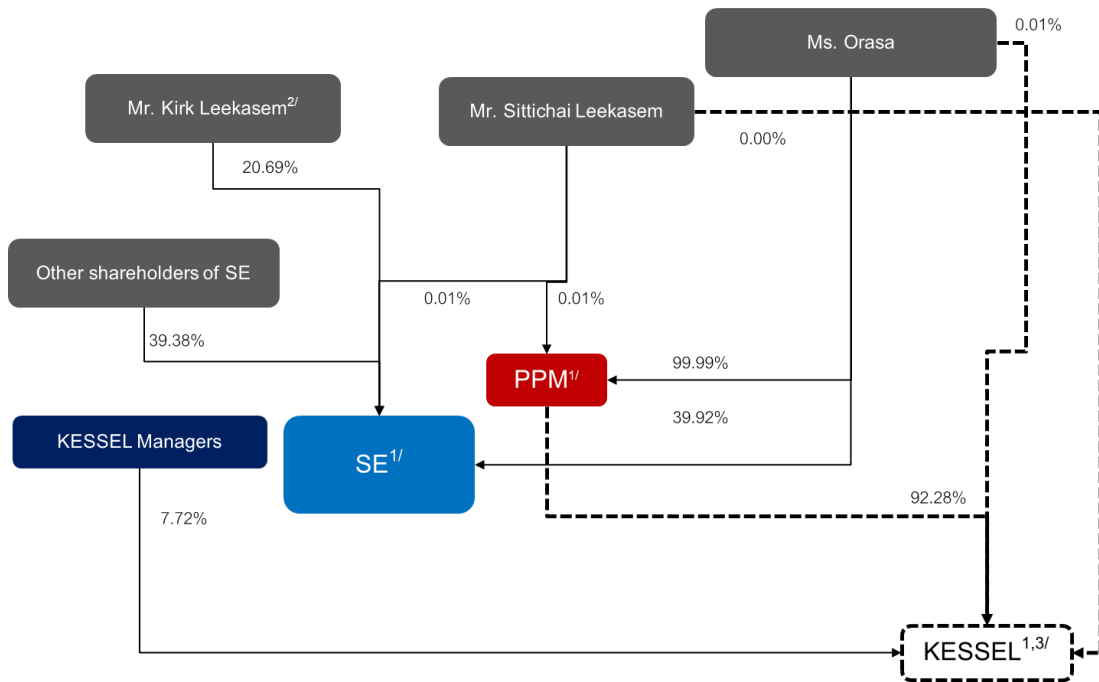 0.01%
Ms. Orasa
Mr. Kirk Leekasem2/
Mr. Sittichai Leekasem
0.00%
20.69%
Other shareholders of SE
0.01%
0.01%
39.38%
PPM1/
99.99%
39.92%
KESSEL Managers
SE1/
92.28%
7.72%
KESSEL1,3/